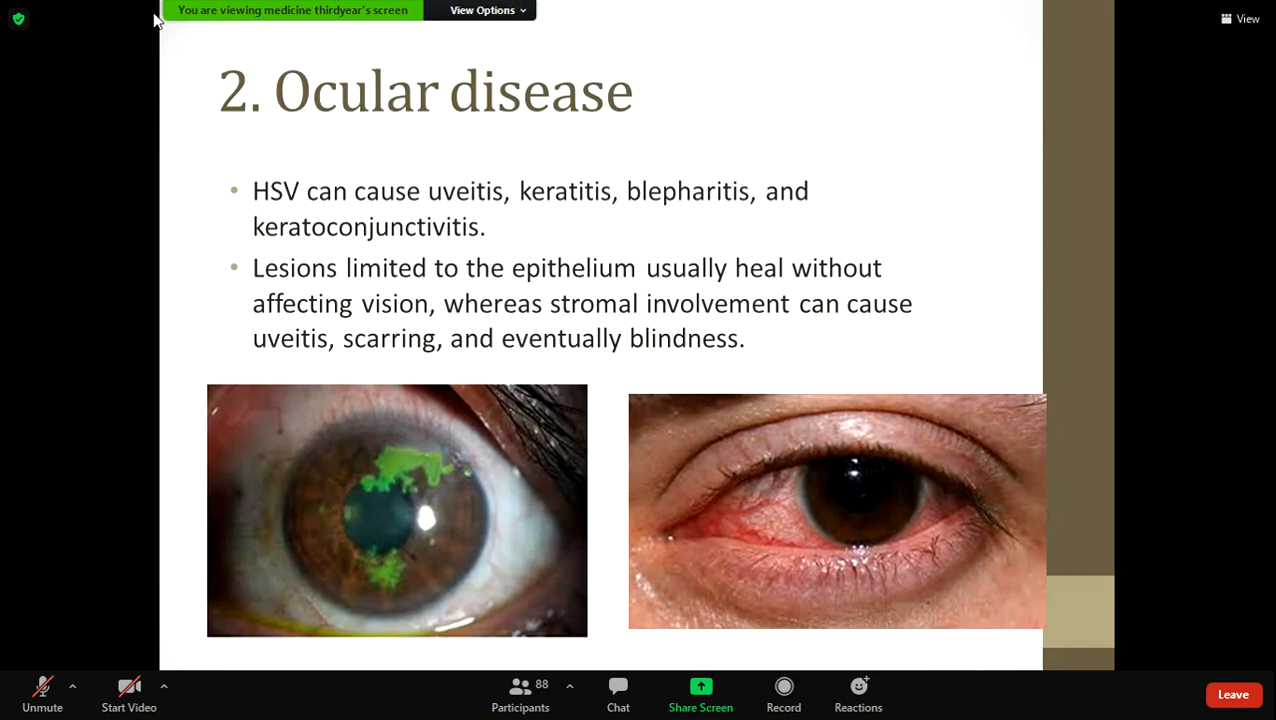 You are viewing medicine thirdyear's screen
View Options
View
2. Ocular disease
• HSV can cause uveitis, keratitis, blepharitis, and
keratoconjunctivitis.
• Lesions limited to the epithelium usually heal without
affecting vision, whereas stromal involvement can cause
uveitis, scarring, and eventually blindness.
Unmute
Start Video
88
Participants
Chat
Share Screen
Record
Reactions
Leave